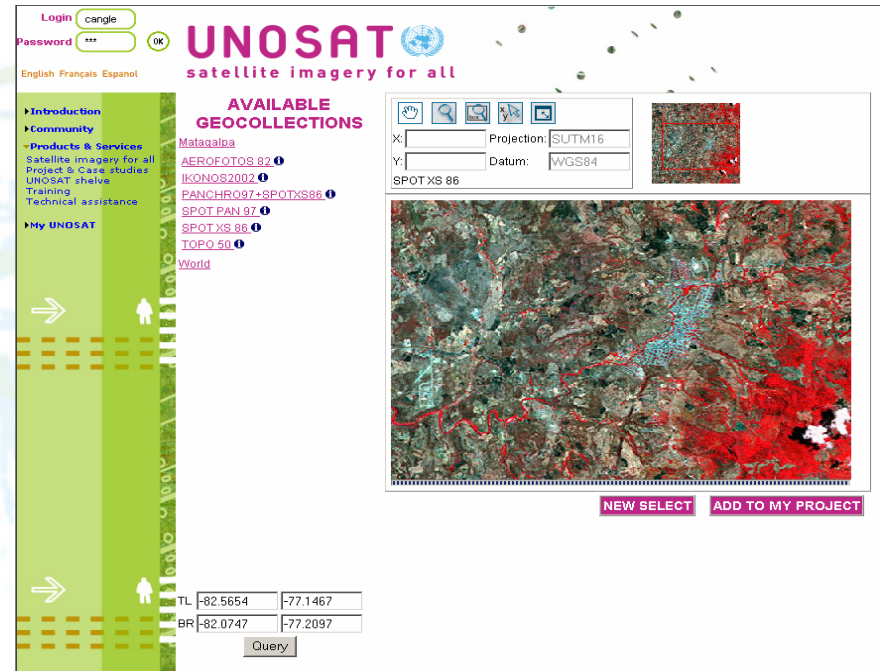 Login cangle
Password *** OK
English Français Espanol
UNOSAT
satellite imagery for all
Introduction
Community
Products & Services
Satellite imagery for all
Project & Case studies
UNOSAT shelve
Training
Technical assistance
My UNOSAT
AVAILABLE
GEOCOLLECTIONS
Matagalpa
AEROFOTOS 82
IKONOS2002
PANCHRO97+SPOTXS86
SPOT PAN 97
SPOT XS 86
TOPO 50
World
X: Projection: SUTM16
Y: Datum: WGS84
SPOT XS 86
NEW SELECT ADD TO MY PROJECT
TL -82.5654 -77.1467
BR -82.0747 -77.2097
Query